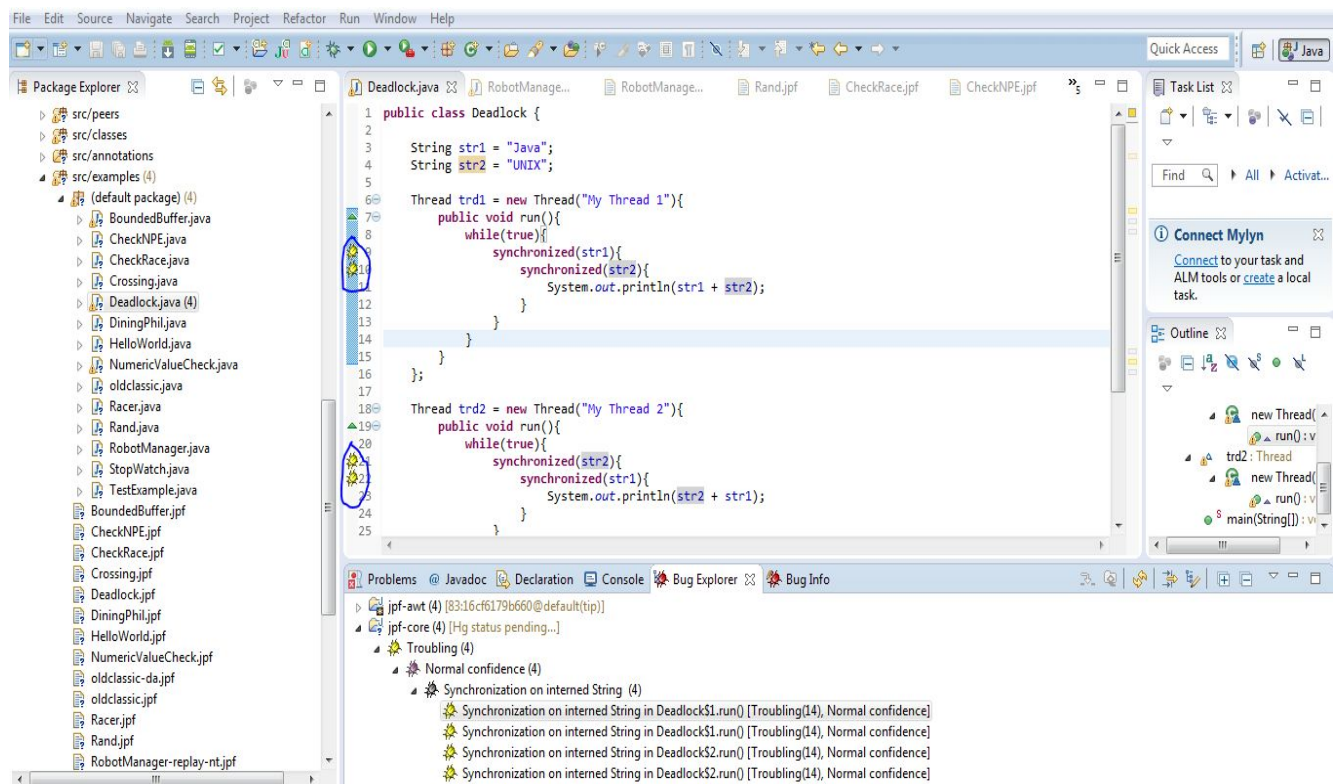 File Edit Source Navigate Search Project Refactor Run Window Help
Quick Access
Java
Package Explorer
src/peers
src/classes
src/annotations
src/examples (4)
(default package) (4)
BoundedBuffer.java
CheckNPE.java
CheckRace.java
Crossing.java
Deadlock.java (4)
DiningPhil.java
HelloWorld.java
NumericValueCheck.java
oldclassic.java
Racer.java
Rand.java
RobotManager.java
StopWatch.java
TestExample.java
BoundedBuffer.jpf
CheckNPE.jpf
CheckRace.jpf
Crossing.jpf
Deadlock.jpf
DiningPhil.jpf
HelloWorld.jpf
NumericValueCheck.jpf
oldclassic-da.jpf
oldclassic.jpf
Racer.jpf
Rand.jpf
RobotManager-replay-nt.jpf
Deadlock.java RobotManage... RobotManage... Rand.jpf CheckRace.jpf CheckNPE.jpf »5
1 public class Deadlock {
2
3 String str1 = "Java";
4 String str2 = "UNIX";
5
6 Thread trd1 = new Thread("My Thread 1"){
7 public void run(){
8 while(true){
9 synchronized(str1){
10 synchronized(str2){
11 System.out.println(str1 + str2);
12 }
13 }
14 }
15 }
16 };
17
18 Thread trd2 = new Thread("My Thread 2"){
19 public void run(){
20 while(true){
21 synchronized(str2){
22 synchronized(str1){
23 System.out.println(str2 + str1);
24 }
25 }
Problems @ Javadoc Declaration Console Bug Explorer Bug Info
jpf-awt (4) [83:16cf6179b660@default(tip)]
jpf-core (4) [Hg status pending...]
Troubling (4)
Normal confidence (4)
Synchronization on interned String (4)
Synchronization on interned String in Deadlock$1.run() [Troubling(14), Normal confidence]
Synchronization on interned String in Deadlock$1.run() [Troubling(14), Normal confidence]
Synchronization on interned String in Deadlock$2.run() [Troubling(14), Normal confidence]
Synchronization on interned String in Deadlock$2.run() [Troubling(14), Normal confidence]
Task List
Find All Activat...
Connect Mylyn
Connect to your task and
ALM tools or create a local
task.
Outline
new Thread(
run() : v
trd2 : Thread
new Thread(
run() : v
main(String[]) : v